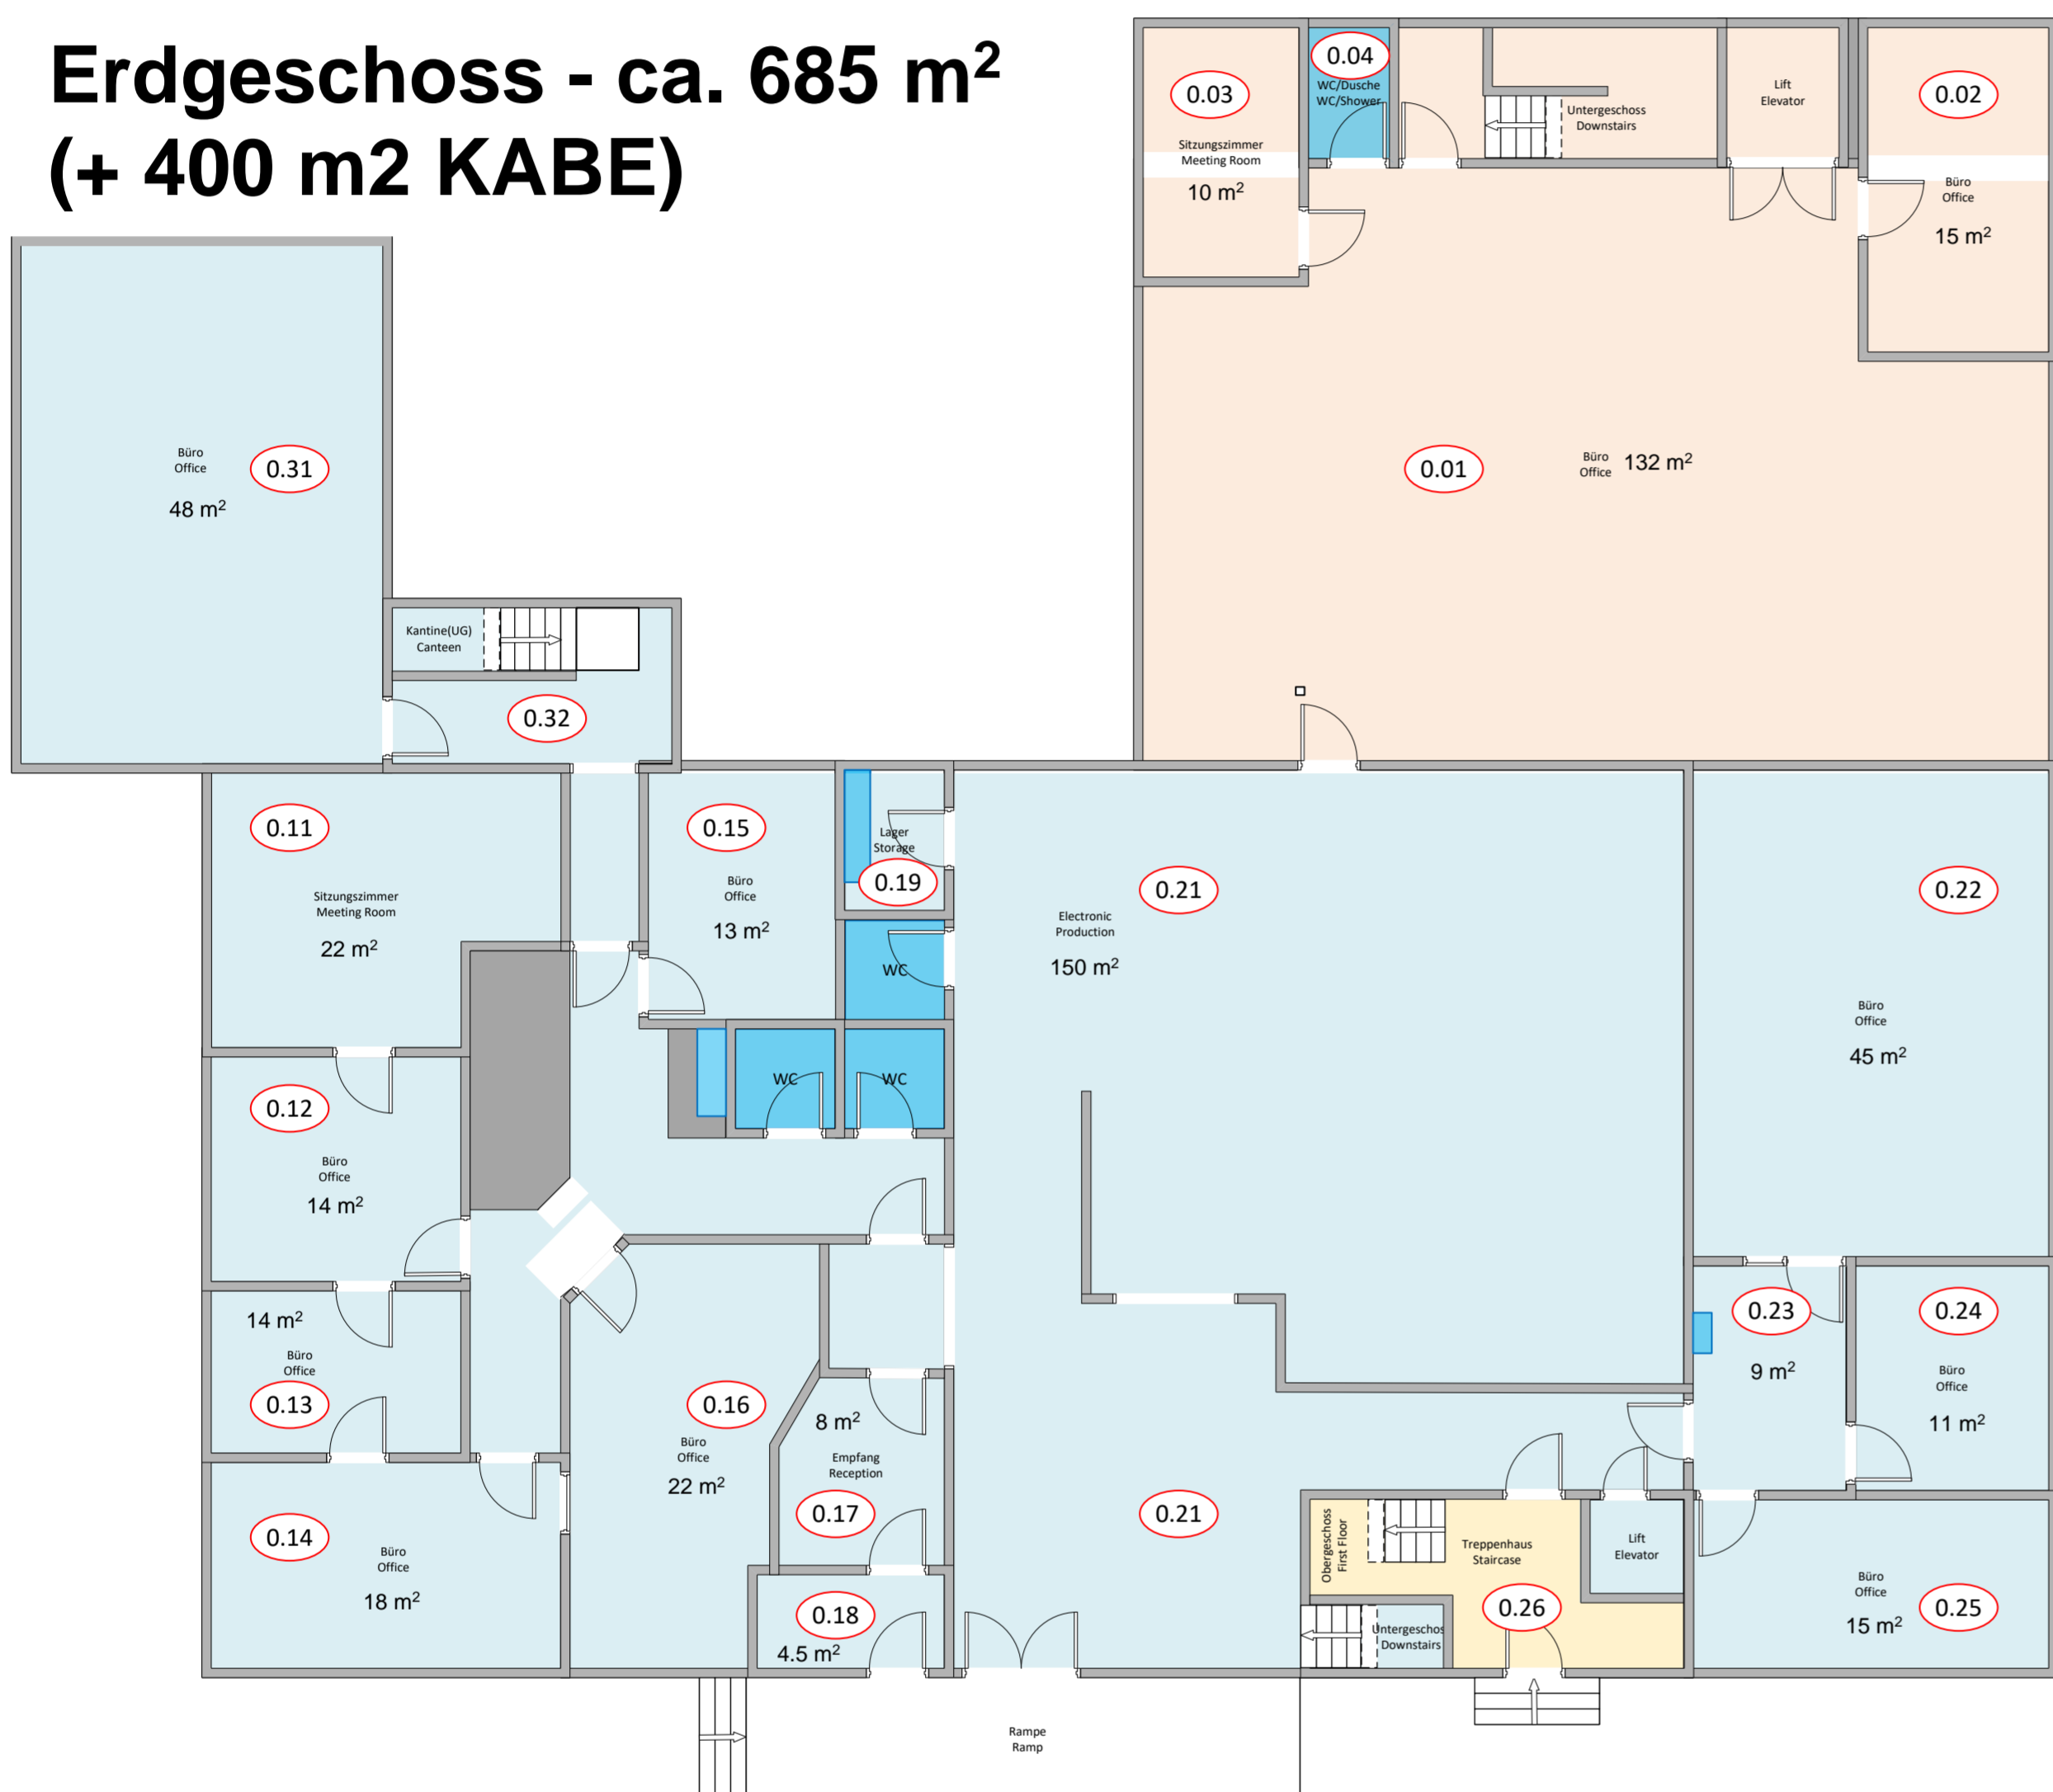 Erdgeschoss - ca. 685 m²
(+ 400 m2 KABE)
0.03
Sitzungszimmer
Meeting Room
10 m²
0.04
WC/Dusche
WC/Shower
Untergeschoss
Downstairs
Lift
Elevator
0.02
Büro
Office
15 m²
Büro
Office
0.31
48 m²
0.01
Büro
Office
132 m²
Kantine(UG)
Canteen
0.32
0.11
Sitzungszimmer
Meeting Room
22 m²
0.15
Büro
Office
13 m²
Lager
Storage
0.19
WC
WC
WC
0.21
Electronic
Production
150 m²
0.22
Büro
Office
45 m²
0.12
Büro
Office
14 m²
14 m²
Büro
Office
0.13
0.16
Büro
Office
22 m²
8 m²
Empfang
Reception
0.17
0.23
9 m²
0.24
Büro
Office
11 m²
0.14
Büro
Office
18 m²
0.18
4.5 m²
0.21
Obergeschoss
First Floor
Treppenhaus
Staircase
Lift
Elevator
0.26
Untergeschos
Downstairs
Büro
Office
15 m²
0.25
Rampe
Ramp